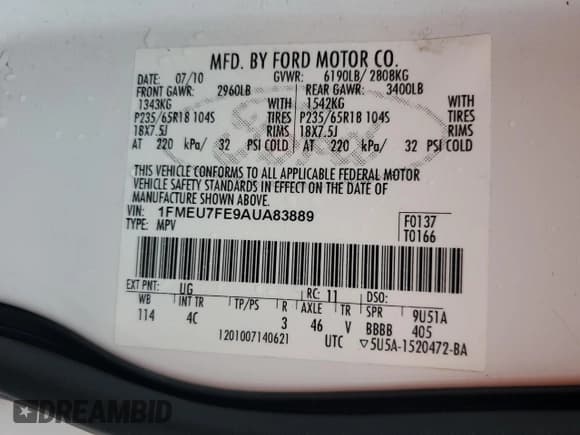 MFD. BY FORD MOTOR CO.
DATE: 07/10 GVWR: 6190LB/ 2808KG
FRONT GAWR: 2960LB REAR GAWR: 3400LB
1343KG WITH 1542KG WITH
P235/65R18 104S TIRES P235/65R18 104S TIRES
18X7.5J RIMS 18X7.5J RIMS
AT 220 kPa/ 32 PSI COLD AT 220 kPa/ 32 PSI COLD
THIS VEHICLE CONFORMS TO ALL APPLICABLE FEDERAL MOTOR
VEHICLE SAFETY STANDARDS IN EFFECT ON THE DATE OF
MANUFACTURE SHOWN ABOVE.
VIN: 1FMEU7FE9AUA83889 F0137
TYPE: MPV T0166
EXT PNT: UG RC: 11 DSO:
WB INT TR TP/PS R AXLE TR SPR 9U51A
114 4C 3 46 V BBBB 405
1201007140621 UTC ▽5U5A-1520472-BA
DREAMBID